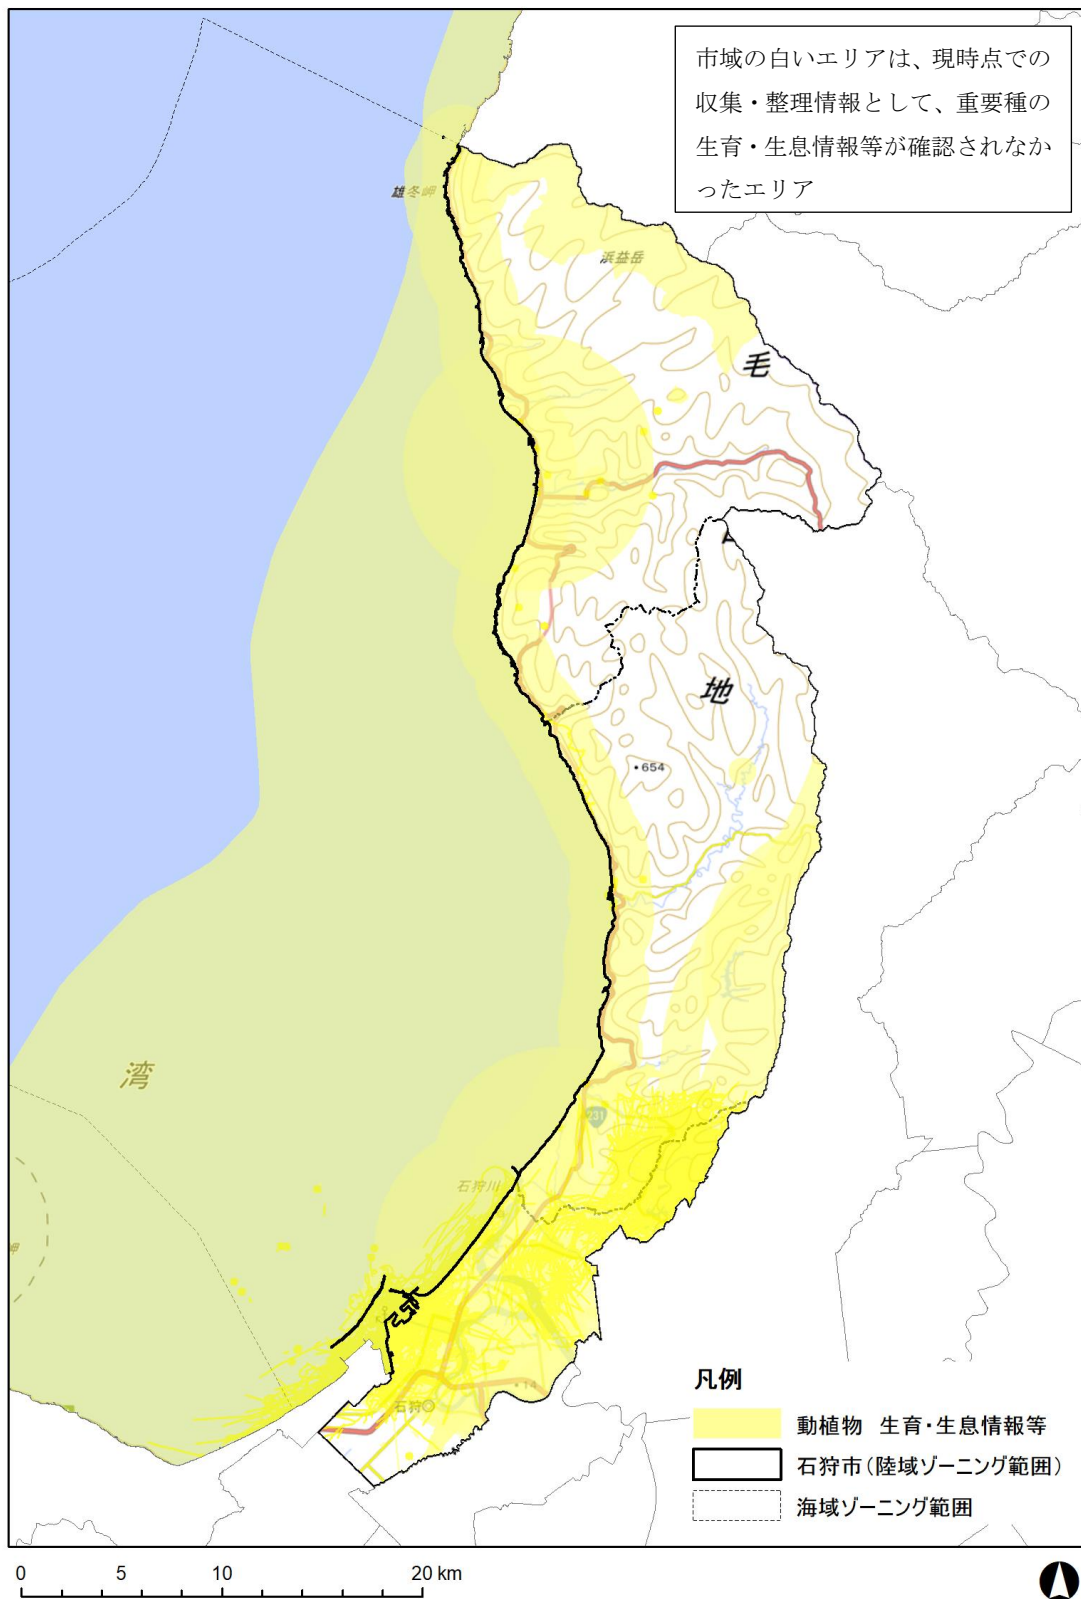 市域の白いエリアは、現時点での
収集・整理情報として、重要種の
生育・生息情報等が確認されなか
ったエリア
雄冬岬
浜益岳
毛
地
・654
湾
231
石狩川
岬
・14
石狩◎
凡例
動植物　生育・生息情報等
石狩市（陸域ゾーニング範囲）
海域ゾーニング範囲
0 5 10 20 km